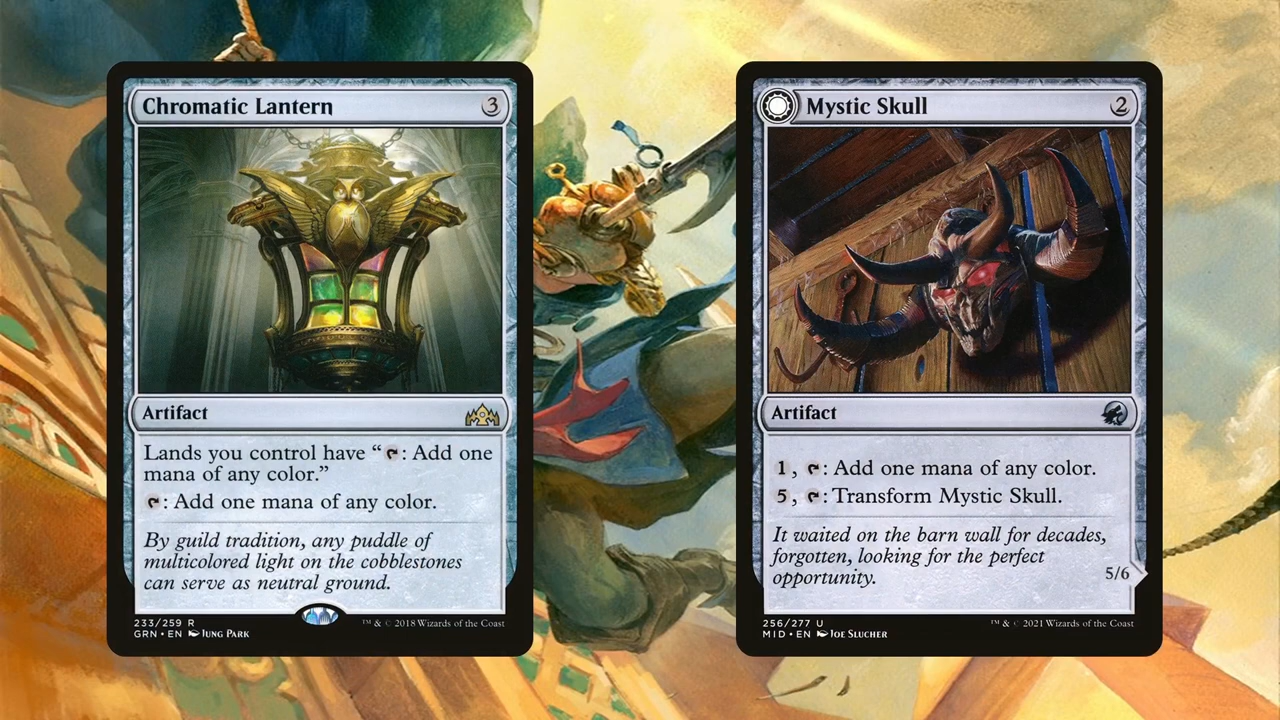 Chromatic Lantern 3
Artifact
Lands you control have “ : Add one
mana of any color.”
: Add one mana of any color.
By guild tradition, any puddle of
multicolored light on the cobblestones
can serve as neutral ground.
233/259 R
GRN • EN Jung Park
™ & © 2018 Wizards of the Coast
Mystic Skull 2
Artifact
1, : Add one mana of any color.
5, : Transform Mystic Skull.
It waited on the barn wall for decades,
forgotten, looking for the perfect
opportunity.
5/6
256/277 U
MID • EN Joe Slucher
™ & © 2021 Wizards of the Coast